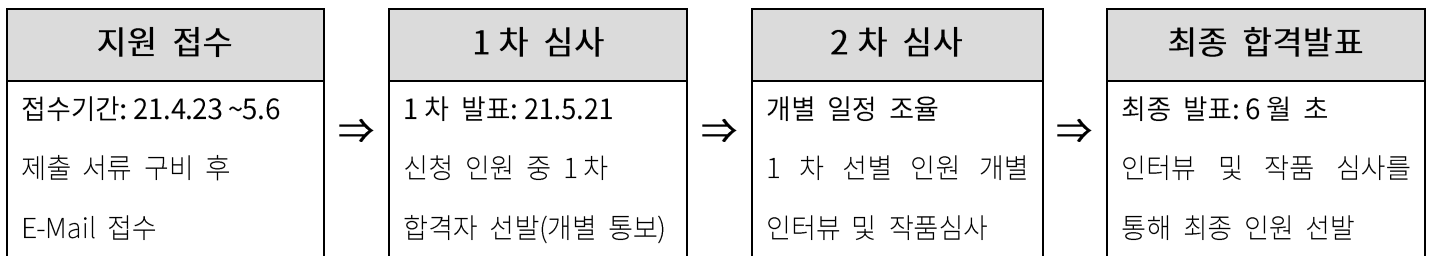 지원 접수
접수기간: 21.4.23 ~5.6
제출 서류 구비 후
E-Mail 접수
⇒
1 차 심사
1 차 발표: 21.5.21
신청 인원 중 1 차
합격자 선발(개별 통보)
⇒
2 차 심사
개별 일정 조율
1 차 선별 인원 개별
인터뷰 및 작품심사
⇒
최종 합격발표
최종 발표: 6 월 초
인터뷰 및 작품 심사를
통해 최종 인원 선발